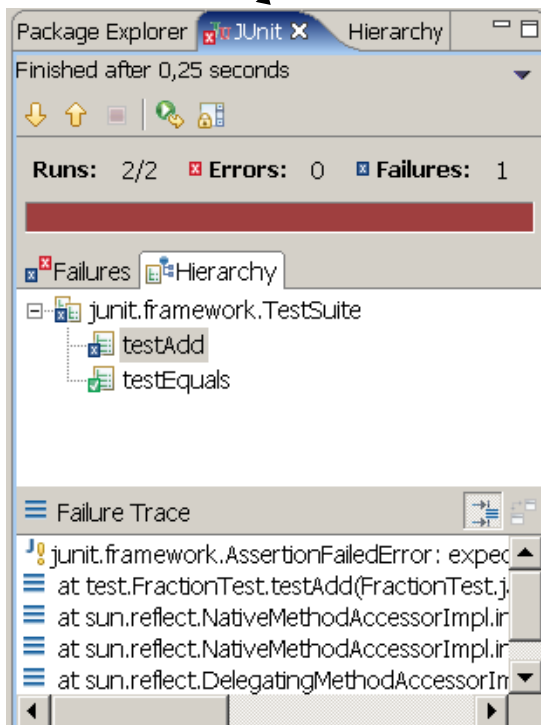 Package Explorer JUnit Hierarchy
Finished after 0,25 seconds
Runs: 2/2 Errors: 0 Failures: 1
Failures Hierarchy
junit.framework.TestSuite
testAdd
testEquals
Failure Trace
junit.framework.AssertionFailedError: expec
at test.FractionTest.testAdd(FractionTest.j
at sun.reflect.NativeMethodAccessorImpl.in
at sun.reflect.NativeMethodAccessorImpl.in
at sun.reflect.DelegatingMethodAccessorIm